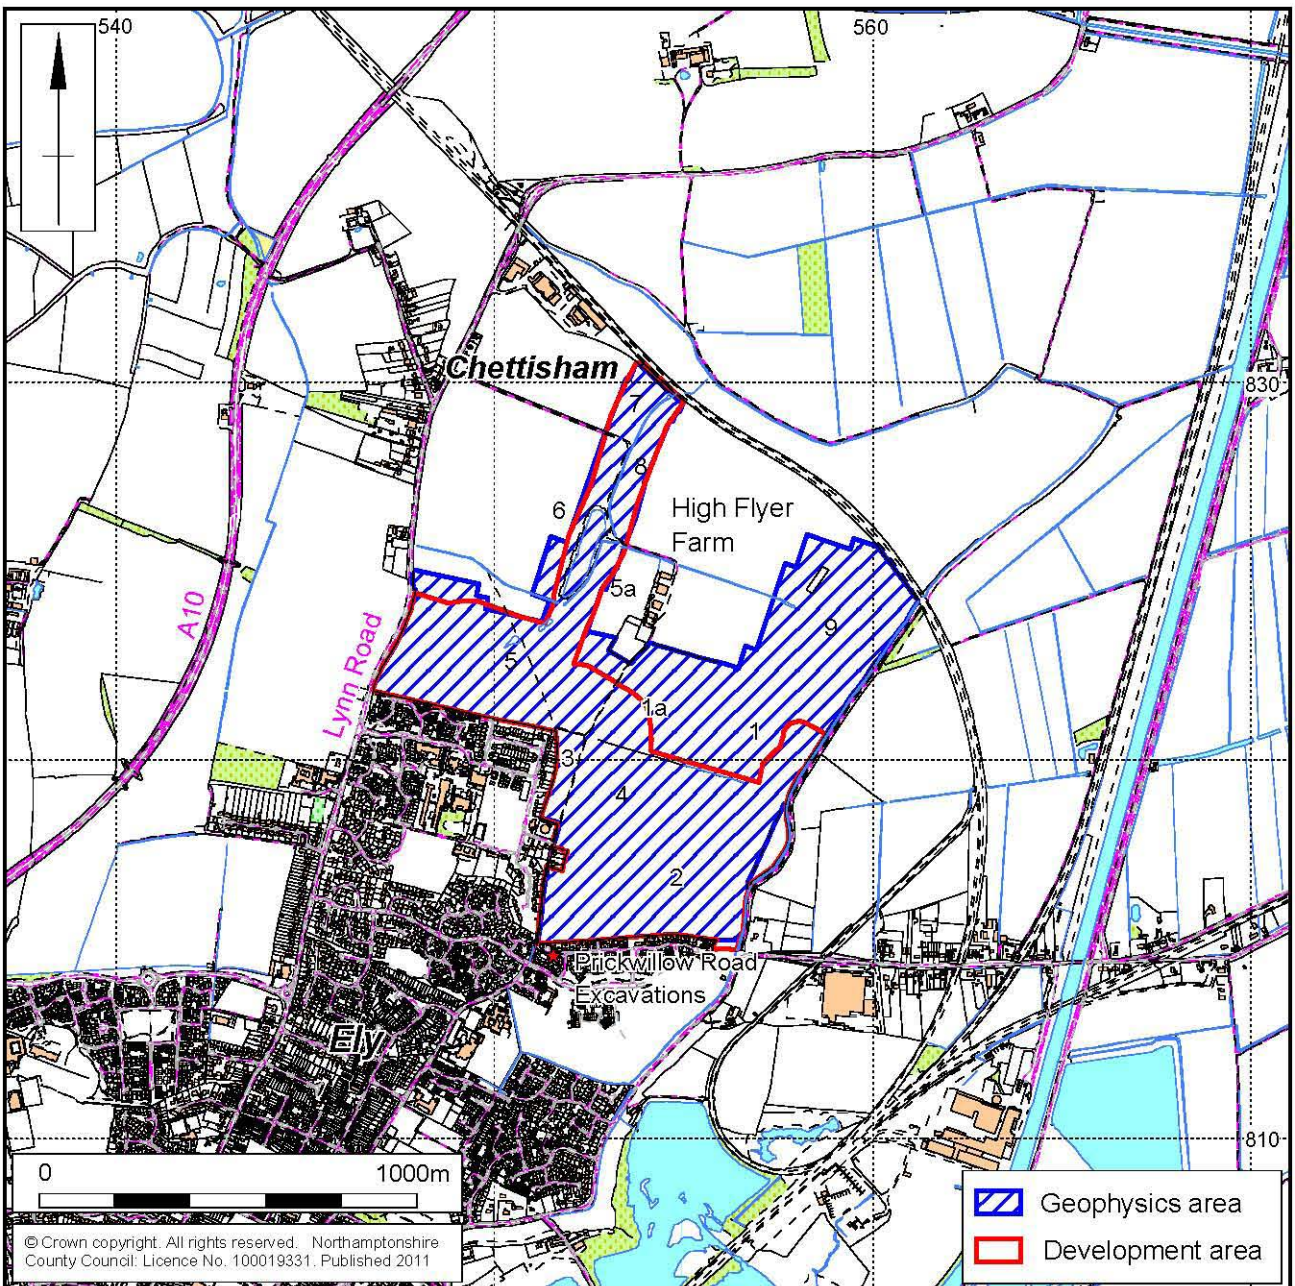 540
560
Chettisham
830
7
8
6
High Flyer
Farm
5a
9
A10
Lynn Road
5
1a
1
3
4
2
Prickwillow Road
Excavations
Ely
810
0 1000m
© Crown copyright. All rights reserved. Northamptonshire
County Council: Licence No. 100019331. Published 2011
Geophysics area
Development area